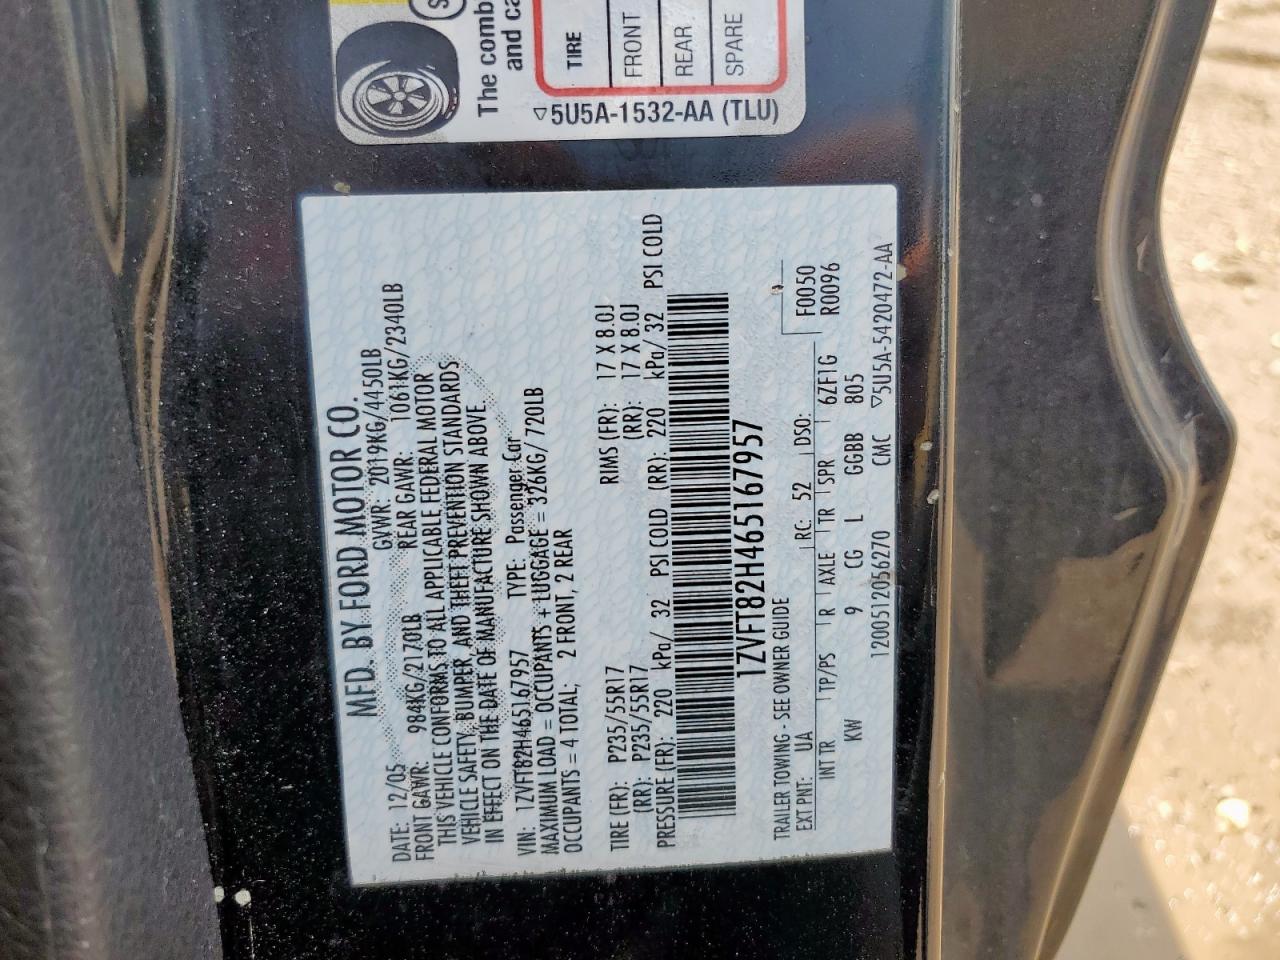 The comb
and ca
TIRE
FRONT
REAR
SPARE
5U5A-1532-AA (TLU)
MFD. BY FORD MOTOR CO.
DATE: 12/05 GVWR: 2019KG/4450LB
FRONT GAWR: 984KG/2170LB REAR GAWR: 1061KG/2340LB
THIS VEHICLE CONFORMS TO ALL APPLICABLE FEDERAL MOTOR
VEHICLE SAFETY, BUMPER, AND THEFT PREVENTION STANDARDS
IN EFFECT ON THE DATE OF MANUFACTURE SHOWN ABOVE.
VIN: 1ZVFT82H465167957 TYPE: Passenger Car
MAXIMUM LOAD = OCCUPANTS + LUGGAGE = 326KG/ 720LB
OCCUPANTS = 4 TOTAL, 2 FRONT, 2 REAR
TIRE (FR): P235/55R17 RIMS (FR): 17 X 8.0J
(RR): P235/55R17 (RR): 17 X 8.0J
PRESSURE (FR): 220 kPa/ 32 PSI COLD (RR): 220 kPa/ 32 PSI COLD
1ZVFT82H465167957
TRAILER TOWING - SEE OWNER GUIDE
EXT PNT: UA RC: 52 DSO: F0050
INT TR TP/PS R AXLE TR SPR 6ZF1G R0096
KW 9 CG L GGBB 805
1200512056270 CMC 5U5A-5420472-AA